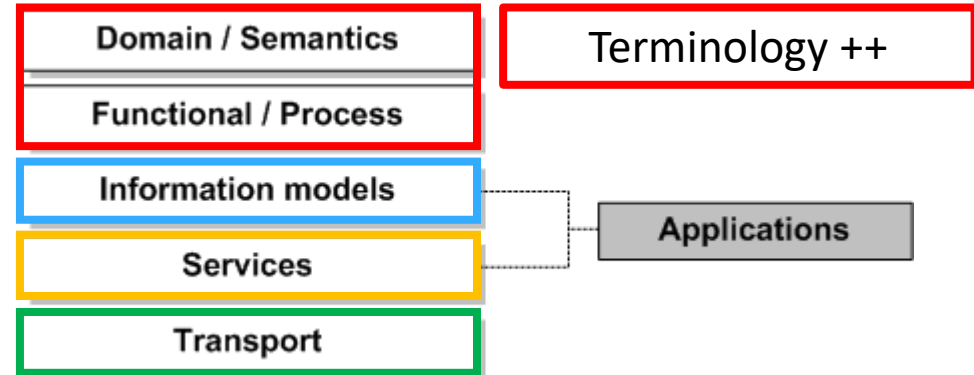 Domain / Semantics
Terminology ++
Functional / Process
Information models
Applications
Services
Transport